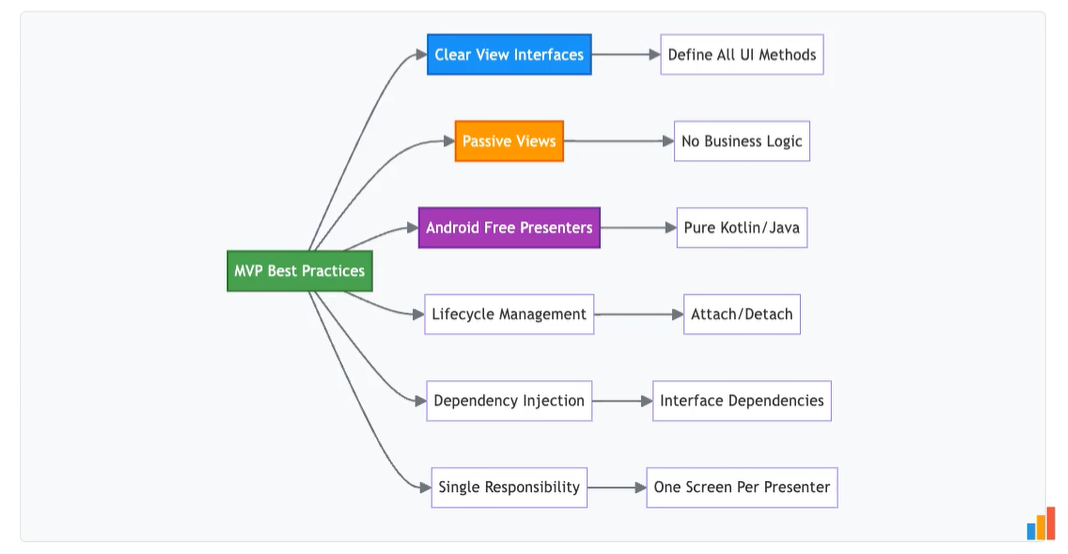 Clear View Interfaces
Define All UI Methods
Passive Views
No Business Logic
Android Free Presenters
Pure Kotlin/Java
MVP Best Practices
Lifecycle Management
Attach/Detach
Dependency Injection
Interface Dependencies
Single Responsibility
One Screen Per Presenter